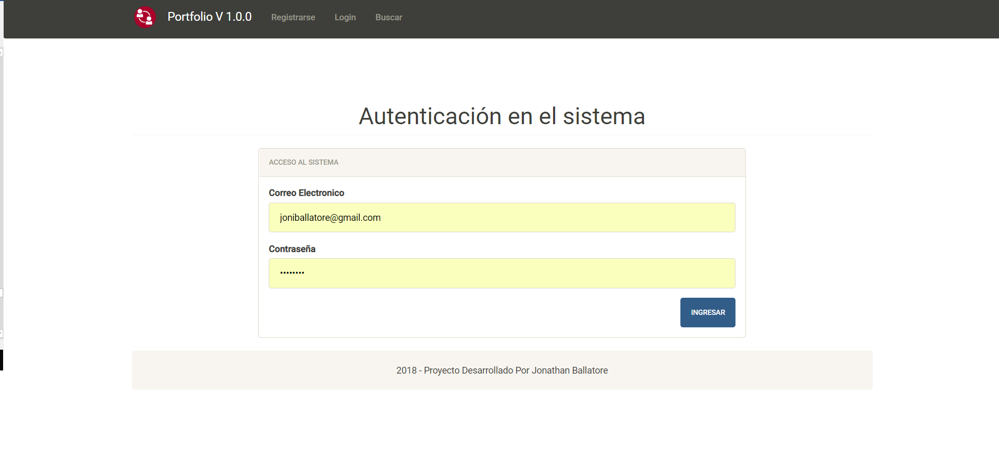 Portfolio V 1.0.0 Registrarse Login Buscar
Autenticación en el sistema
ACCESO AL SISTEMA
Correo Electronico
joniballatore@gmail.com
Contraseña
••••••••
INGRESAR
2018 - Proyecto Desarrollado Por Jonathan Ballatore